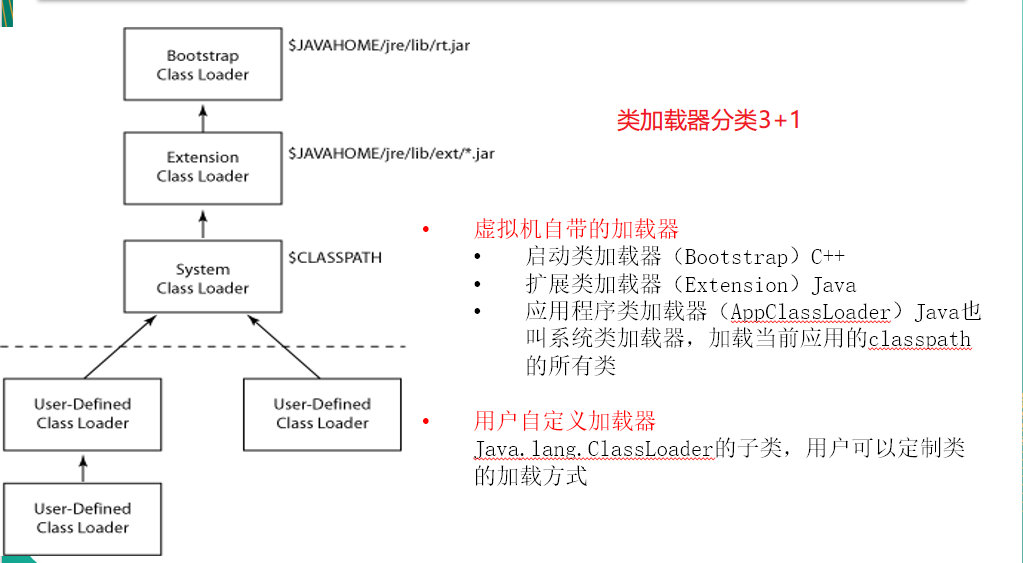 Bootstrap
Class Loader
$JAVAHOME/jre/lib/rt.jar
Extension
Class Loader
$JAVAHOME/jre/lib/ext/*.jar
System
Class Loader
$CLASSPATH
User-Defined
Class Loader
User-Defined
Class Loader
User-Defined
Class Loader
类加载器分类3+1
• 虚拟机自带的加载器
• 启动类加载器（Bootstrap）C++
• 扩展类加载器（Extension）Java
• 应用程序类加载器（AppClassLoader）Java也
叫系统类加载器，加载当前应用的classpath
的所有类
• 用户自定义加载器
Java.lang.ClassLoader的子类，用户可以定制类
的加载方式